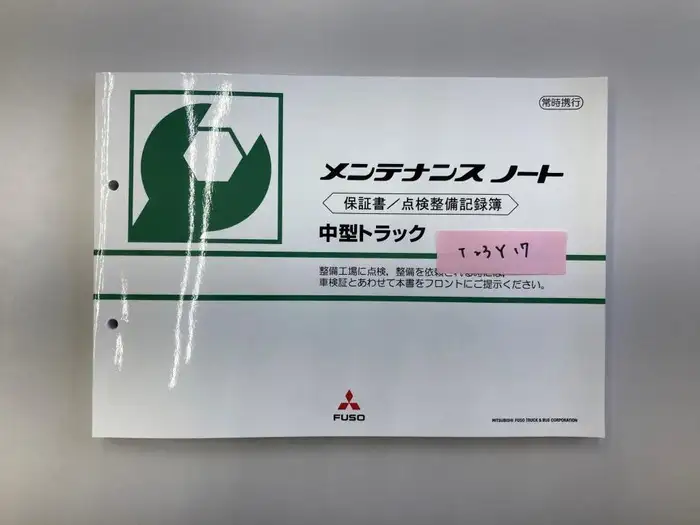 常時携行
メンテナンス ノート
保証書／点検整備記録簿
中型トラック
整備工場に点検，整備を依頼される
車検証とあわせて本書をフロントにご提示ください。
FUSO
MITSUBISHI FUSO TRUCK & BUS CORPORATION